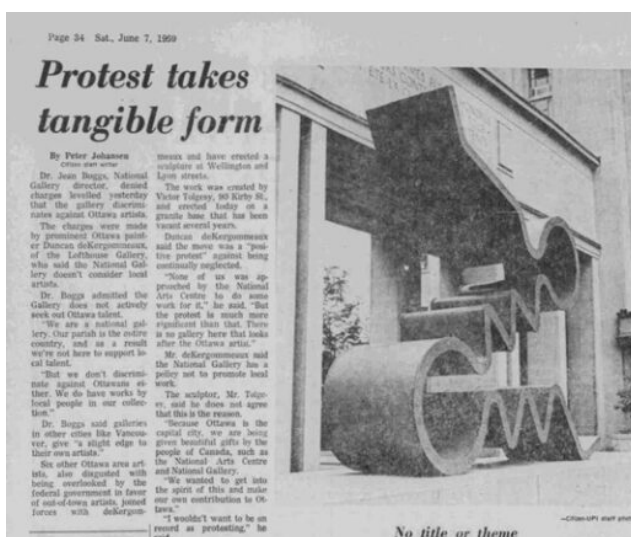 Page 34 Sat., June 7, 1969
Protest takes
tangible form
By Peter Johansen
Citizen staff writer
Dr. Jean Boggs, National
Gallery director, denied
charges levelled yesterday
that the gallery discrimi-
nates against Ottawa artists.
The charges were made
by prominent Ottawa paint-
er Duncan deKergommeaux,
of the Lofthouse Gallery,
who said the National Gal-
lery doesn't consider local
artists.
Dr. Boggs admitted the
Gallery does not actively
seek out Ottawa talent.
"We are a national gal-
lery. Our parish is the entire
country, and as a result
we're not here to support lo-
cal talent.
"But we don't discrimi-
nate against Ottawans ei-
ther. We do have works by
local people in our collec-
tion."
Dr. Boggs said galleries
in other cities like Vancou-
ver, give "a slight edge to
their own artists."
Six other Ottawa area art-
ists, also disgusted with
being overlooked by the
federal government in favor
of out-of-town artists, joined
forces with deKergom-
meaux and have erected a
sculpture at Wellington and
Lyon streets.
The work was created by
Victor Tolgesy, 90 Kirby St.,
and erected today on a
granite base that has been
vacant several years.
Duncan deKergommeaux
said the move was a "posi-
tive protest" against being
continually neglected.
"None of us was ap-
proached by the National
Arts Centre to do some
work for it," he said. "But
the protest is much more
significant than that. There
is no gallery here that looks
after the Ottawa artist."
Mr. deKergommeaux said
the National Gallery has a
policy not to promote local
work.
The sculptor, Mr. Tolge-
sy, said he does not agree
that this is the reason.
"Because Ottawa is the
capital city, we are being
given beautiful gifts by the
people of Canada, such as
the National Arts Centre
and National Gallery.
"We wanted to get into
the spirit of this and make
our own contribution to Ot-
tawa."
"I wouldn't want to be on
record as protesting," he
—Citizen-UPI staff photo
No title or theme